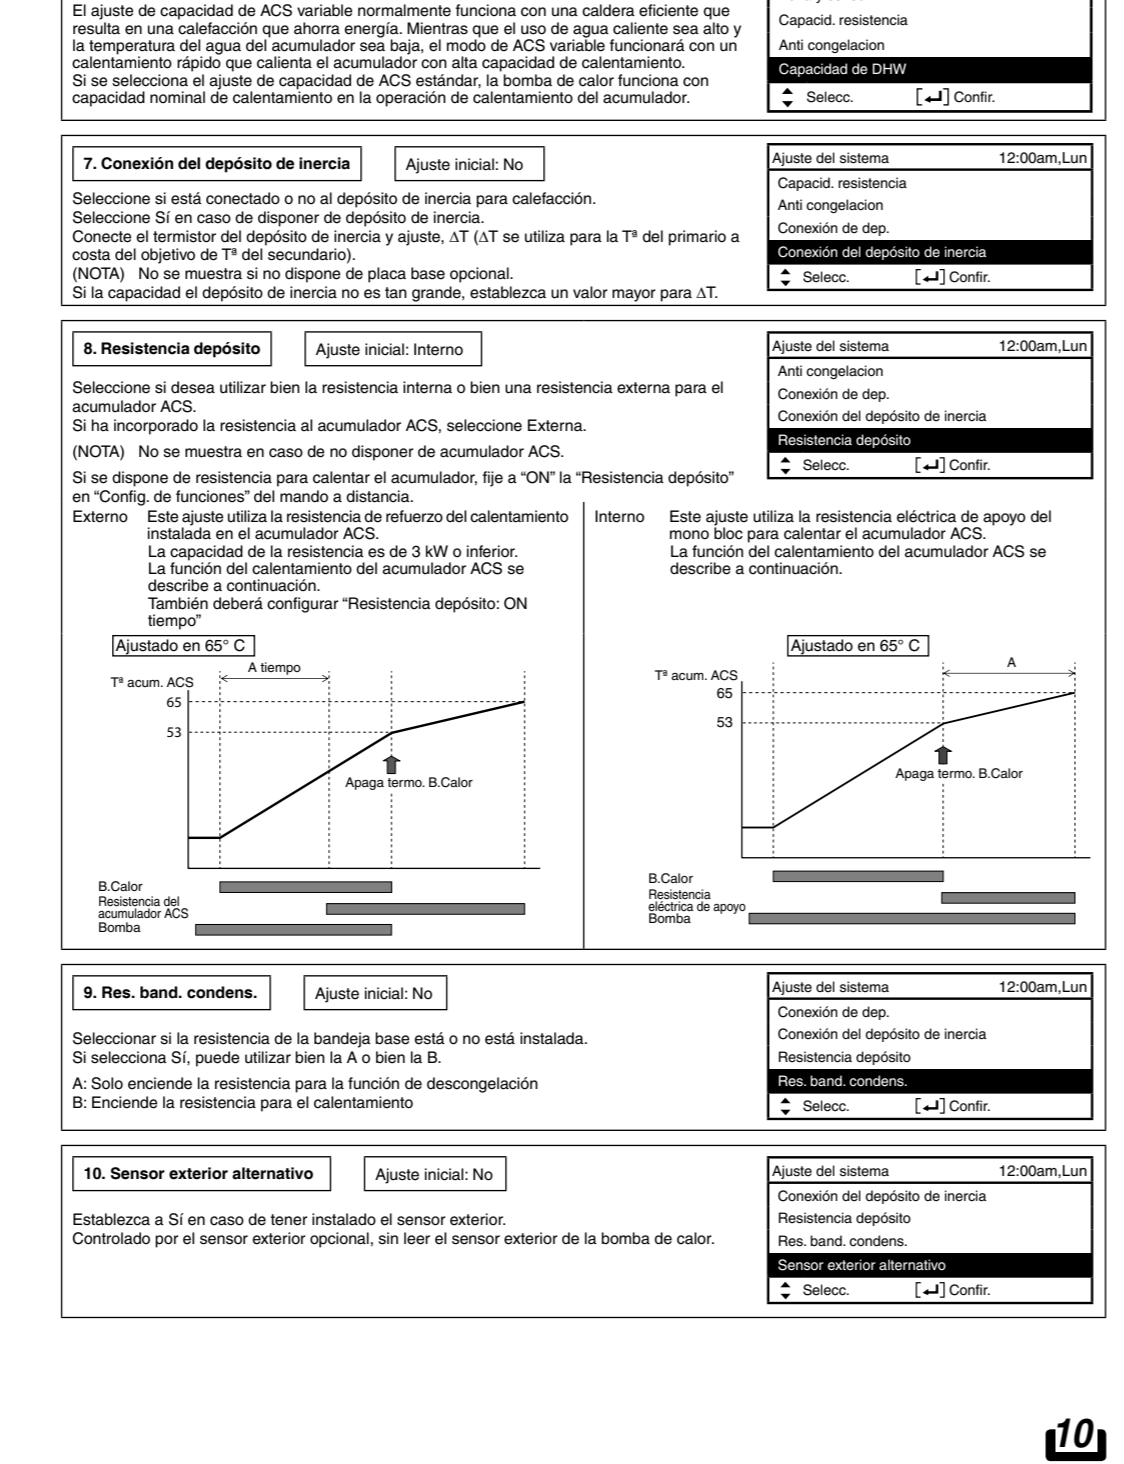 El ajuste de capacidad de ACS variable normalmente funciona con una caldera eficiente que
resulta en una calefacción que ahorra energía. Mientras que el uso de agua caliente sea alto y
la temperatura del agua del acumulador sea baja, el modo de ACS variable funcionará con un
calentamiento rápido que calienta el acumulador con alta capacidad de calentamiento.
Si se selecciona el ajuste de capacidad de ACS estándar, la bomba de calor funciona con
capacidad nominal de calentamiento en la operación de calentamiento del acumulador.
Capacid. resistencia
Anti congelacion
Capacidad de DHW
Selecc. [↵] Confir.
7. Conexión del depósito de inercia
Ajuste inicial: No
Seleccione si está conectado o no al depósito de inercia para calefacción.
Seleccione Sí en caso de disponer de depósito de inercia.
Conecte el termistor del depósito de inercia y ajuste, ΔT (ΔT se utiliza para la Tª del primario a
costa del objetivo de Tª del secundario).
(NOTA) No se muestra si no dispone de placa base opcional.
Si la capacidad el depósito de inercia no es tan grande, establezca un valor mayor para ΔT.
Ajuste del sistema 12:00am,Lun
Capacid. resistencia
Anti congelacion
Conexión de dep.
Conexión del depósito de inercia
Selecc. [↵] Confir.
8. Resistencia depósito
Ajuste inicial: Interno
Seleccione si desea utilizar bien la resistencia interna o bien una resistencia externa para el
acumulador ACS.
Si ha incorporado la resistencia al acumulador ACS, seleccione Externa.
(NOTA) No se muestra en caso de no disponer de acumulador ACS.
Si se dispone de resistencia para calentar el acumulador, fije a “ON” la “Resistencia depósito”
en “Config. de funciones” del mando a distancia.
Ajuste del sistema 12:00am,Lun
Anti congelacion
Conexión de dep.
Conexión del depósito de inercia
Resistencia depósito
Selecc. [↵] Confir.
Externo Este ajuste utiliza la resistencia de refuerzo del calentamiento
instalada en el acumulador ACS.
La capacidad de la resistencia es de 3 kW o inferior.
La función del calentamiento del acumulador ACS se
describe a continuación.
También deberá configurar “Resistencia depósito: ON
tiempo”
Ajustado en 65° C
A tiempo
Tª acum. ACS
65
53
Apaga termo. B.Calor
B.Calor
Resistencia del
acumulador ACS
Bomba
Interno Este ajuste utiliza la resistencia eléctrica de apoyo del
mono bloc para calentar el acumulador ACS.
La función del calentamiento del acumulador ACS se
describe a continuación.
Ajustado en 65° C
A
Tª acum. ACS
65
53
Apaga termo. B.Calor
B.Calor
Resistencia
eléctrica de apoyo
Bomba
9. Res. band. condens.
Ajuste inicial: No
Seleccionar si la resistencia de la bandeja base está o no está instalada.
Si selecciona Sí, puede utilizar bien la A o bien la B.
A: Solo enciende la resistencia para la función de descongelación
B: Enciende la resistencia para el calentamiento
Ajuste del sistema 12:00am,Lun
Conexión de dep.
Conexión del depósito de inercia
Resistencia depósito
Res. band. condens.
Selecc. [↵] Confir.
10. Sensor exterior alternativo
Ajuste inicial: No
Establezca a Sí en caso de tener instalado el sensor exterior.
Controlado por el sensor exterior opcional, sin leer el sensor exterior de la bomba de calor.
Ajuste del sistema 12:00am,Lun
Conexión del depósito de inercia
Resistencia depósito
Res. band. condens.
Sensor exterior alternativo
Selecc. [↵] Confir.
10